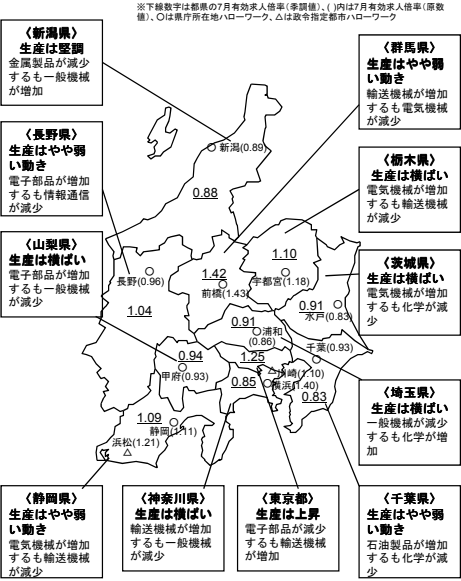 ※下線数字は都県の7月有効求人倍率(季調値)、( )内は7月有効求人倍率(原数
値)、〇は県庁所在地ハローワーク、△は政令指定都市ハローワーク
〈新潟県〉
生産は堅調
金属製品が減少
するも一般機械
が増加
〈群馬県〉
生産はやや弱
い動き
輸送機械が増加
するも電気機械
が減少
〈長野県〉
生産はやや弱
い動き
電子部品が増加
するも情報通信
が減少
〈栃木県〉
生産は横ばい
電気機械が増加
するも輸送機械
が減少
〈山梨県〉
生産は横ばい
電子部品が増加
するも一般機械
が減少
〈茨城県〉
生産は横ばい
電気機械が増加
するも化学が減
少
新潟(0.89)
0.88
長野(0.96)
1.04
1.42
前橋(1.43)
1.10
宇都宮(1.18)
0.91
水戸(0.83)
0.91
浦和
(0.86)
0.94
甲府(0.93)
1.25
千葉(0.93)
川崎(1.10)
横浜(1.40)
0.85
0.83
1.09
静岡(1.11)
浜松(1.21)
〈埼玉県〉
生産は横ばい
一般機械が減少
するも化学が増
加
〈静岡県〉
生産はやや弱
い動き
電気機械が増加
するも輸送機械
が減少
〈神奈川県〉
生産は横ばい
輸送機械が増加
するも一般機械
が減少
〈東京都〉
生産は上昇
電子部品が減少
するも輸送機械
が増加
〈千葉県〉
生産はやや弱
い動き
石油製品が増加
するも化学が減
少